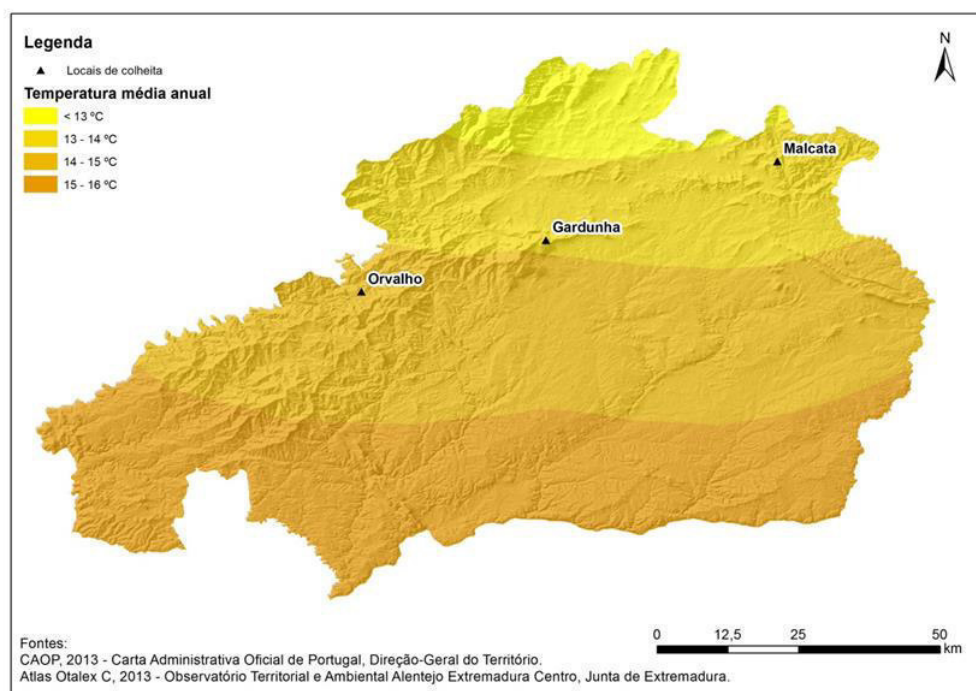 Legenda
Locais de colheita
Temperatura média anual
< 13 ºC
13 - 14 ºC
14 - 15 ºC
15 - 16 ºC
N
Malcata
Gardunha
Orvalho
0 12,5 25 50
km
Fontes:
CAOP, 2013 - Carta Administrativa Oficial de Portugal, Direção-Geral do Território.
Atlas Otalex C, 2013 - Observatório Territorial e Ambiental Alentejo Extremadura Centro, Junta de Extremadura.